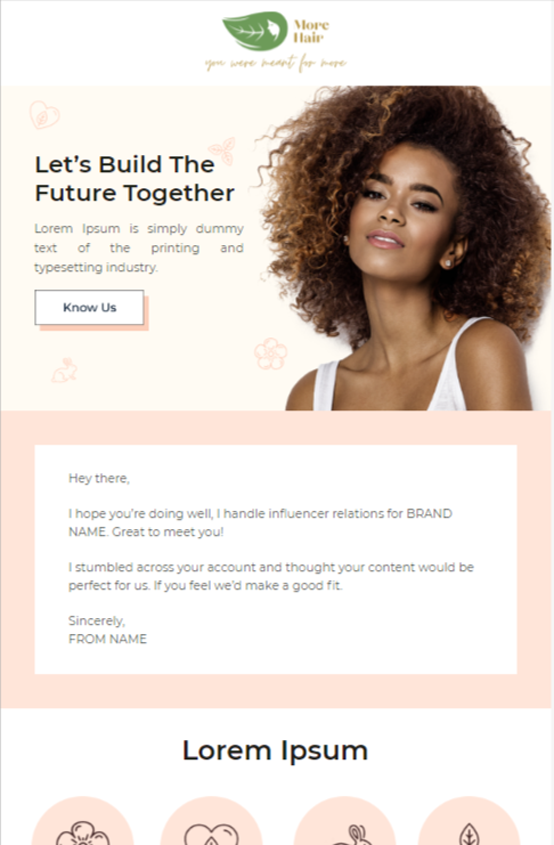 More
Hair
you were meant for more
Let’s Build The
Future Together
Lorem Ipsum is simply dummy
text of the printing and
typesetting industry.
Know Us
Hey there,
I hope you’re doing well, I handle influencer relations for BRAND
NAME. Great to meet you!
I stumbled across your account and thought your content would be
perfect for us. If you feel we’d make a good fit.
Sincerely,
FROM NAME
Lorem Ipsum